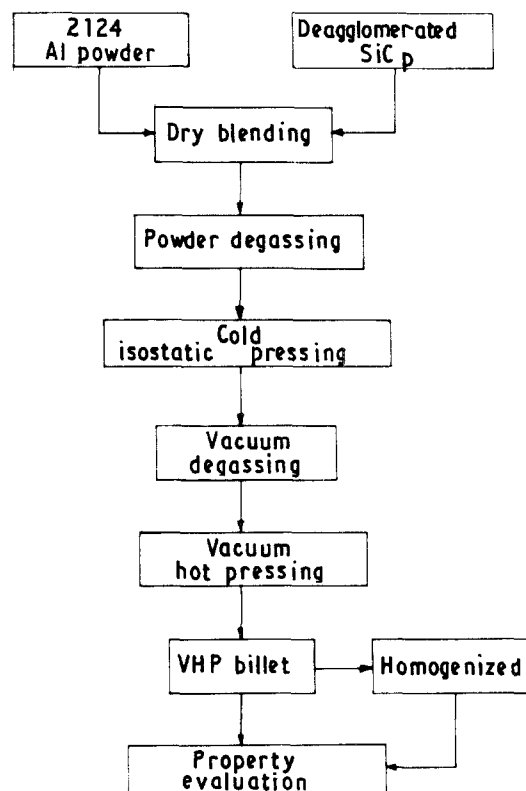 2124
Al powder
Deagglomerated
SiCp
Dry blending
Powder degassing
Cold
isostatic pressing
Vacuum
degassing
Vacuum
hot pressing
VHP billet
Homogenized
Property
evaluation